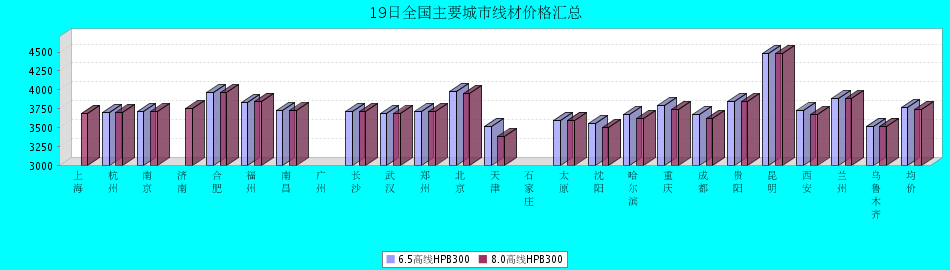 19日全国主要城市线材价格汇总
4500
4250
4000
3750
3500
3250
3000
上海
杭州
南京
济南
合肥
福州
南昌
广州
长沙
武汉
郑州
北京
天津
石家庄
太原
沈阳
哈尔滨
重庆
成都
贵阳
昆明
西安
兰州
乌鲁木齐
均价
6.5高线HPB300 8.0高线HPB300